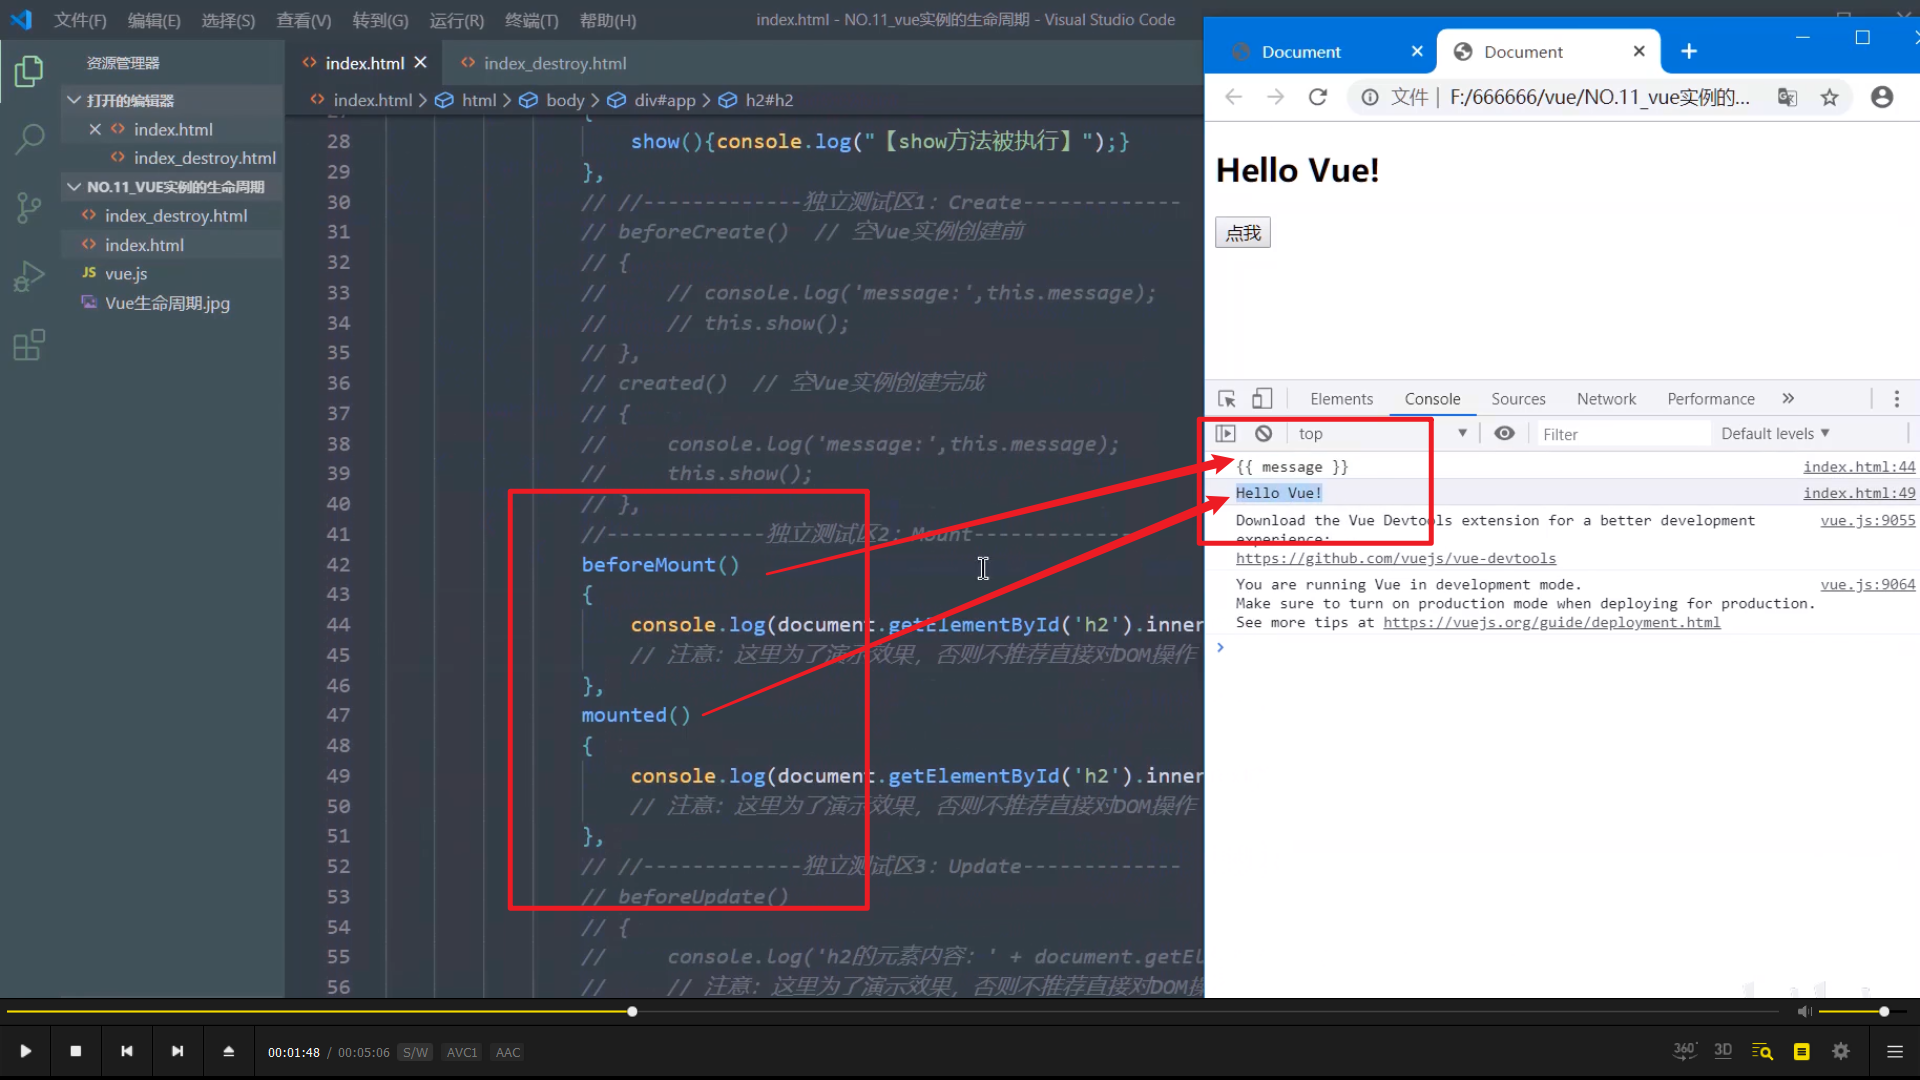 文件(F) 编辑(E) 选择(S) 查看(V) 转到(G) 运行(R) 终端(T) 帮助(H) index.html - NO.11_vue实例的生命周期 - Visual Studio Code
资源管理器
打开的编辑器
index.html
index_destroy.html
NO.11_VUE实例的生命周期
index_destroy.html
index.html
JS vue.js
Vue生命周期.jpg
index.html index_destroy.html
index.html > html > body > div#app > h2#h2
28 show(){console.log("【show方法被执行】");}
29 },
30 // //-------------独立测试区1: Create-------------
31 // beforeCreate() // 空Vue实例创建前
32 // {
33 // // console.log('message:',this.message);
34 // // this.show();
35 // },
36 // created() // 空Vue实例创建完成
37 // {
38 // console.log('message:',this.message);
39 // this.show();
40 // },
41 //-------------独立测试区2: Mount-------------
42 beforeMount()
43 {
44 console.log(document.getElementById('h2').inner
45 // 注意: 这里为了演示效果, 否则不推荐直接对DOM操作
46 },
47 mounted()
48 {
49 console.log(document.getElementById('h2').inner
50 // 注意: 这里为了演示效果, 否则不推荐直接对DOM操作
51 },
52 // //-------------独立测试区3: Update-------------
53 // beforeUpdate()
54 // {
55 // console.log('h2的元素内容: ' + document.getEl
56 // // 注意: 这里为了演示效果, 否则不推荐直接对DOM操
Document Document
文件 | F:/666666/vue/NO.11_vue实例的...
Hello Vue!
点我
Elements Console Sources Network Performance »
top Filter Default levels
{{ message }} index.html:44
Hello Vue! index.html:49
Download the Vue Devtools extension for a better development vue.js:9055
experience:
https://github.com/vuejs/vue-devtools
You are running Vue in development mode. vue.js:9064
Make sure to turn on production mode when deploying for production.
See more tips at https://vuejs.org/guide/deployment.html
00:01:48 / 00:05:06 S/W AVC1 AAC
360° 3D